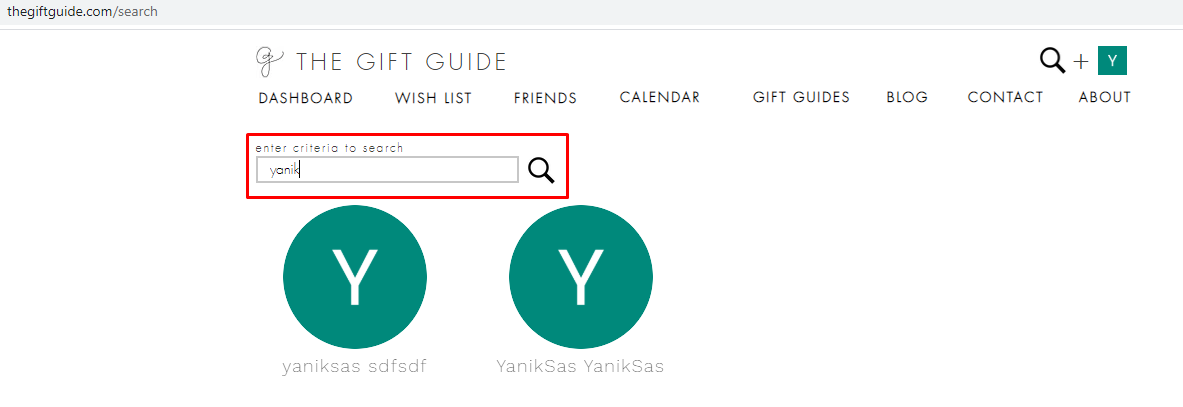 thegiftguide.com/search
g THE GIFT GUIDE
Y
DASHBOARD WISH LIST FRIENDS CALENDAR GIFT GUIDES BLOG CONTACT ABOUT
enter criteria to search
yanik
Y Y
yaniksas sdfsdf YanikSas YanikSas